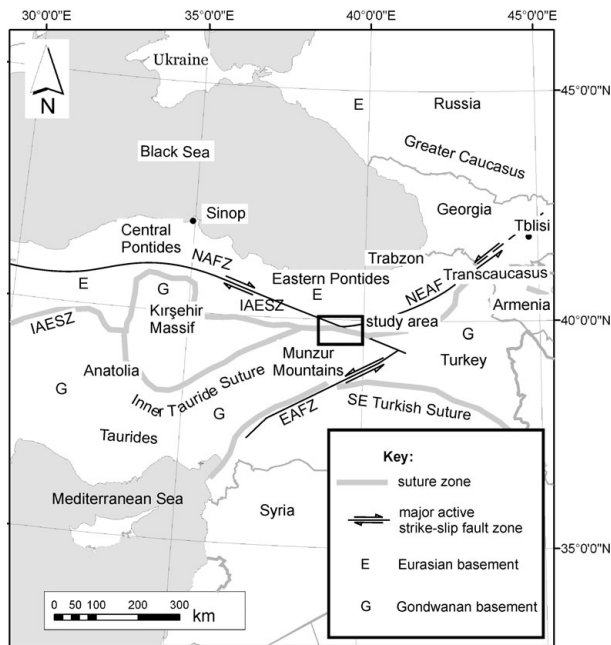 30°0'0"E
35°0'0"E
40°0'0"E
45°0'0"E
Ukraine
N
E
Russia
45°0'0"N
Greater Caucasus
Black Sea
Georgia
Sinop
Tblisi
Central
Pontides
Trabzon
NAFZ
Eastern Pontides
NEAF
Transcaucasus
E
G
IAESZ
E
Armenia
Kırşehir
Massif
IAESZ
study area
G
40°0'0"N
Munzur
Mountains
Turkey
Anatolia
G
Inner Tauride Suture
G
EAFZ
SE Turkish Suture
Taurides
Key:
suture zone
major active
strike-slip fault zone
E Eurasian basement
G Gondwanan basement
Mediterranean Sea
Syria
35°0'0"N
0 50 100 200 300
km